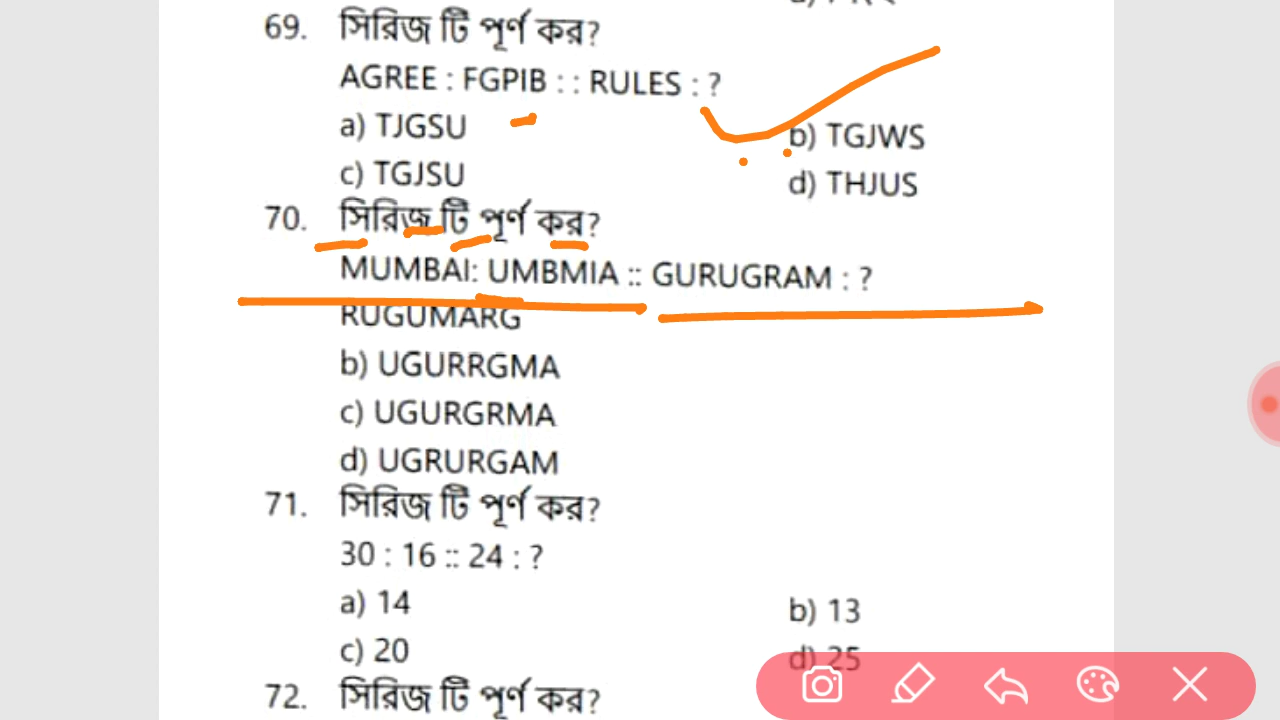 69. সিরিজ টি পূর্ণ কর?
AGREE : FGPIB : : RULES : ?
a) TJGSU b) TGJWS
c) TGJSU d) THJUS
70. সিরিজ টি পূর্ণ কর?
MUMBAI: UMBMIA :: GURUGRAM : ?
RUGUMARG
b) UGURRGMA
c) UGURGRMA
d) UGRURGAM
71. সিরিজ টি পূর্ণ কর?
30 : 16 :: 24 : ?
a) 14 b) 13
c) 20 d) 25
72. সিরিজ টি পূর্ণ কর?